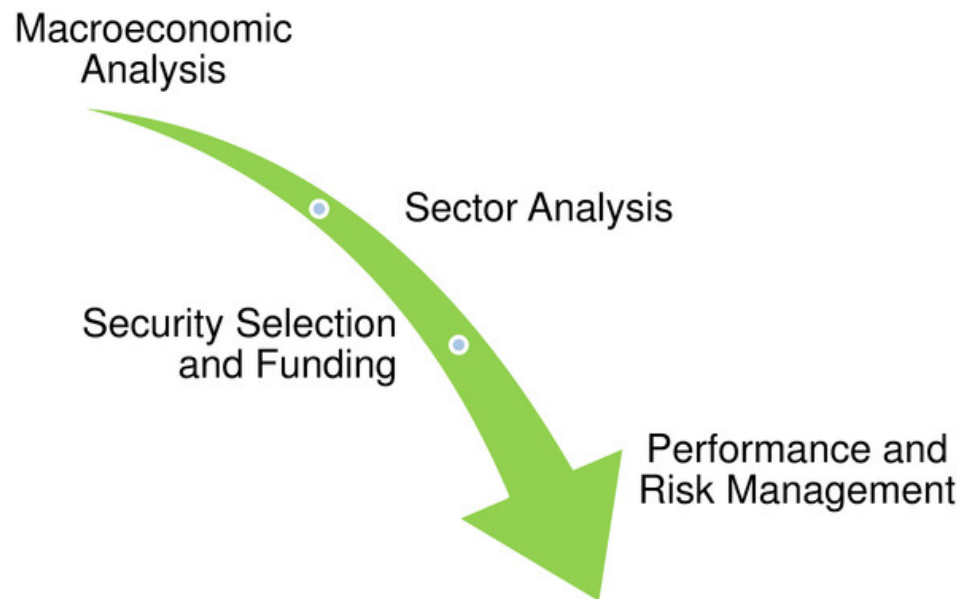 Macroeconomic
Analysis
Sector Analysis
Security Selection
and Funding
Performance and
Risk Management